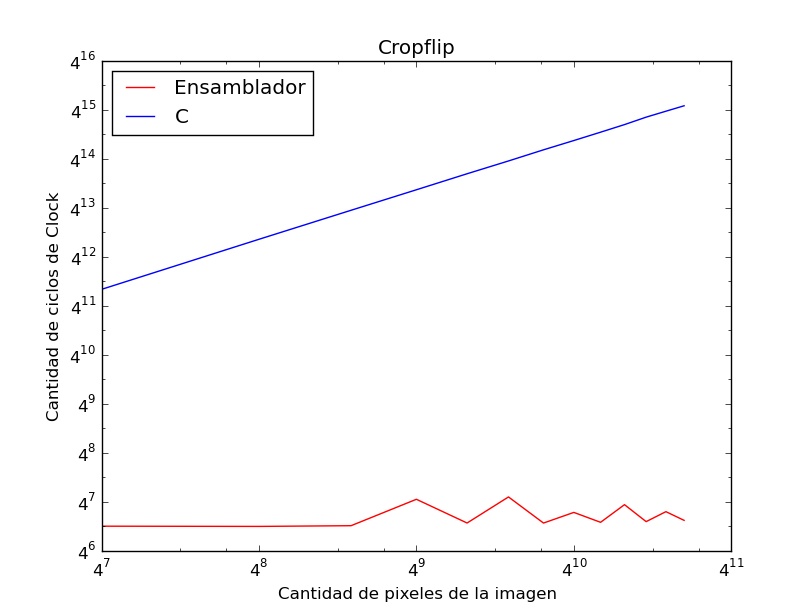 Cropflip
Ensamblador
C
Cantidad de ciclos de Clock
4^16
4^15
4^14
4^13
4^12
4^11
4^10
4^9
4^8
4^7
4^6
4^7 4^8 4^9 4^10 4^11
Cantidad de pixeles de la imagen